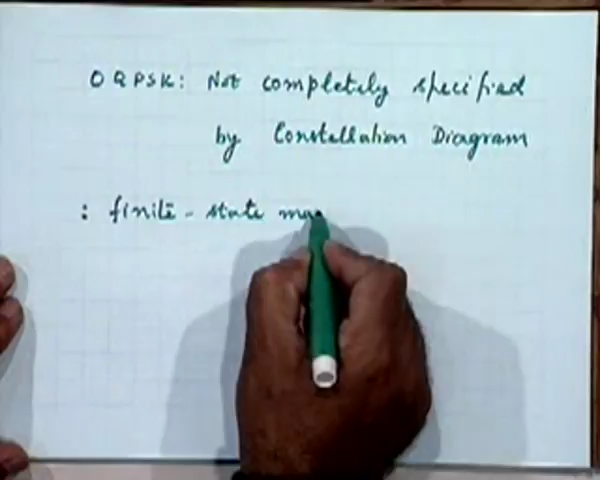 OQPSK: Not completely specified
by Constellation Diagram
: finite - state